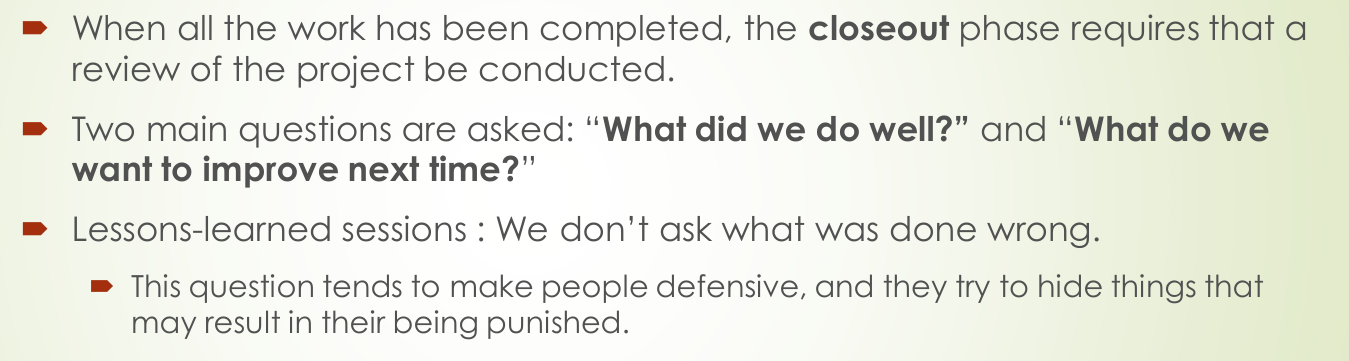 When all the work has been completed, the closeout phase requires that a
review of the project be conducted.
Two main questions are asked: “What did we do well?” and “What do we
want to improve next time?”
Lessons-learned sessions : We don’t ask what was done wrong.
This question tends to make people defensive, and they try to hide things that
may result in their being punished.